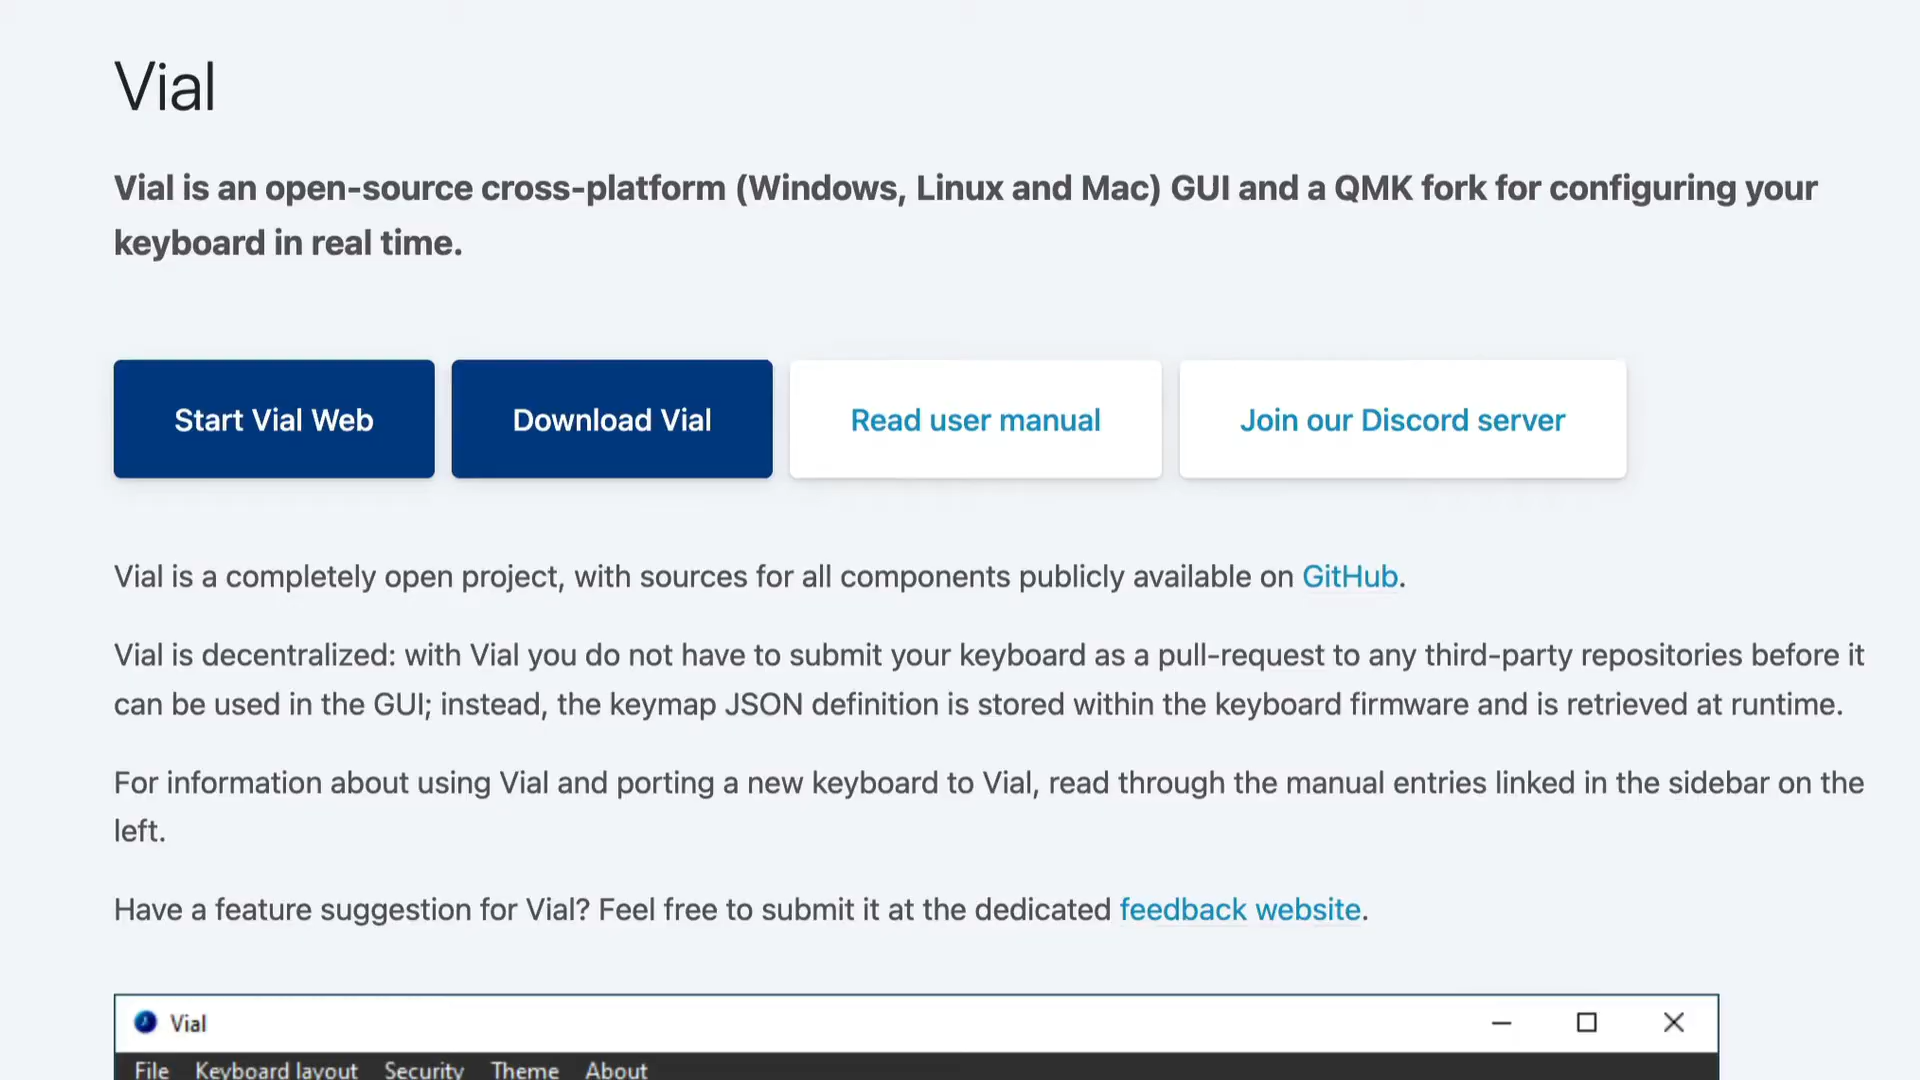 Vial
Vial is an open-source cross-platform (Windows, Linux and Mac) GUI and a QMK fork for configuring your
keyboard in real time.
Start Vial Web
Download Vial
Read user manual
Join our Discord server
Vial is a completely open project, with sources for all components publicly available on GitHub.
Vial is decentralized: with Vial you do not have to submit your keyboard as a pull-request to any third-party repositories before it
can be used in the GUI; instead, the keymap JSON definition is stored within the keyboard firmware and is retrieved at runtime.
For information about using Vial and porting a new keyboard to Vial, read through the manual entries linked in the sidebar on the
left.
Have a feature suggestion for Vial? Feel free to submit it at the dedicated feedback website.
Vial
File Keyboard layout Security Theme About